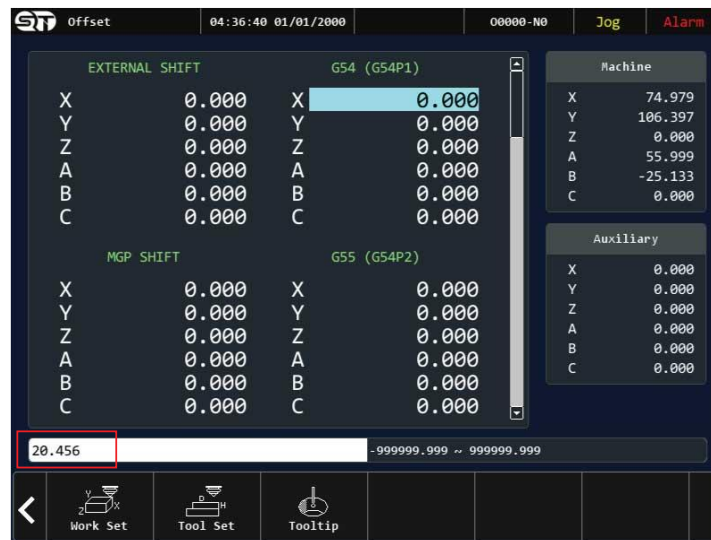 ST Offset 04:36:40 01/01/2000 O0000-N0 Jog Alarm
EXTERNAL SHIFT G54 (G54P1)
X 0.000 X 0.000
Y 0.000 Y 0.000
Z 0.000 Z 0.000
A 0.000 A 0.000
B 0.000 B 0.000
C 0.000 C 0.000
MGP SHIFT G55 (G54P2)
X 0.000 X 0.000
Y 0.000 Y 0.000
Z 0.000 Z 0.000
A 0.000 A 0.000
B 0.000 B 0.000
C 0.000 C 0.000
Machine
X 74.979
Y 106.397
Z 0.000
A 55.999
B -25.133
C 0.000
Auxiliary
X 0.000
Y 0.000
Z 0.000
A 0.000
B 0.000
C 0.000
20.456 -999999.999 ~ 999999.999
Y
Z X
Work Set
D H
Tool Set
Tooltip